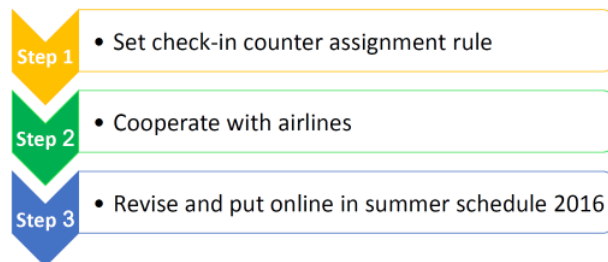 Step 1
• Set check-in counter assignment rule
Step 2
• Cooperate with airlines
Step 3
• Revise and put online in summer schedule 2016